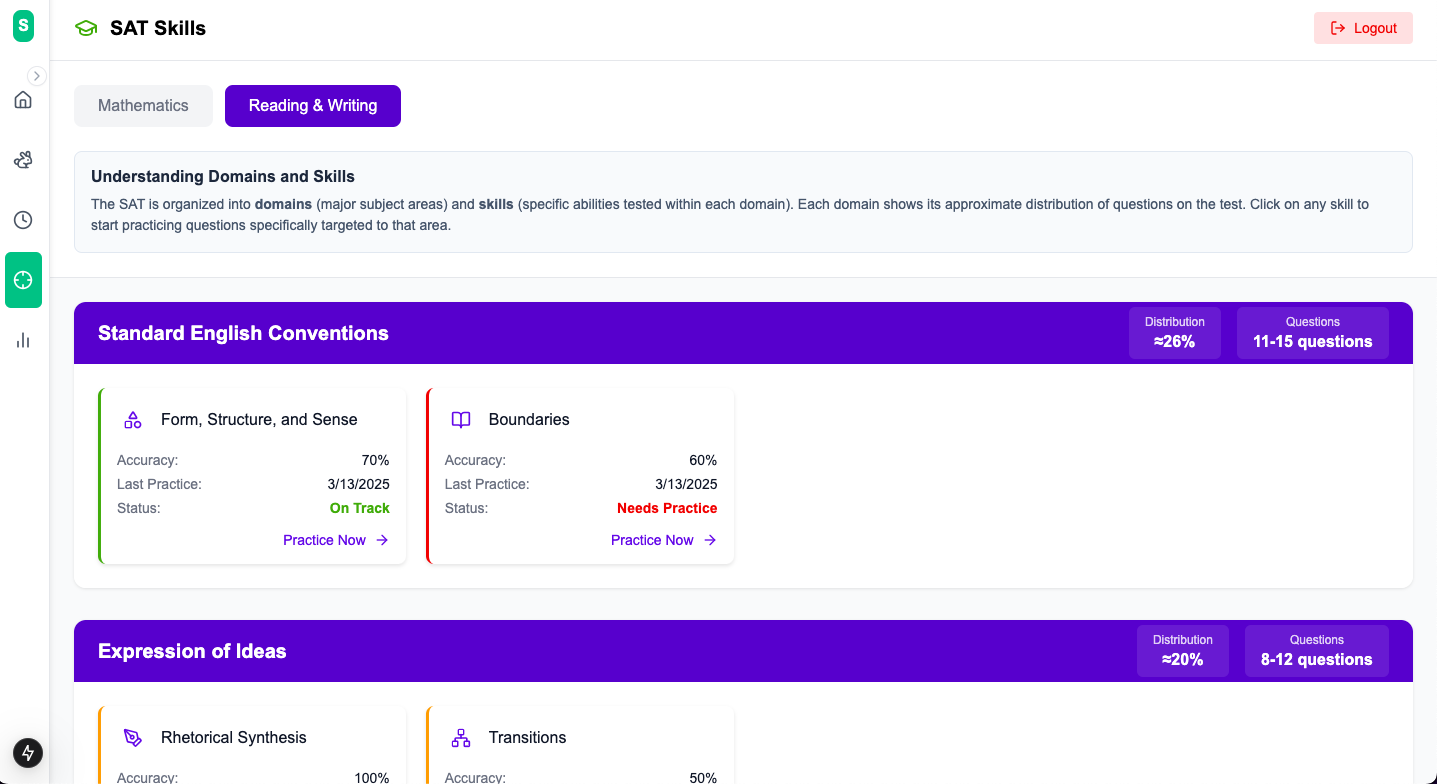 S
SAT Skills
Logout
Mathematics
Reading & Writing
Understanding Domains and Skills
The SAT is organized into domains (major subject areas) and skills (specific abilities tested within each domain). Each domain shows its approximate distribution of questions on the test. Click on any skill to
start practicing questions specifically targeted to that area.
Standard English Conventions
Distribution
≈26%
Questions
11-15 questions
Form, Structure, and Sense
Accuracy: 70%
Last Practice: 3/13/2025
Status: On Track
Practice Now
Boundaries
Accuracy: 60%
Last Practice: 3/13/2025
Status: Needs Practice
Practice Now
Expression of Ideas
Distribution
≈20%
Questions
8-12 questions
Rhetorical Synthesis
Accuracy: 100%
Transitions
Accuracy: 50%